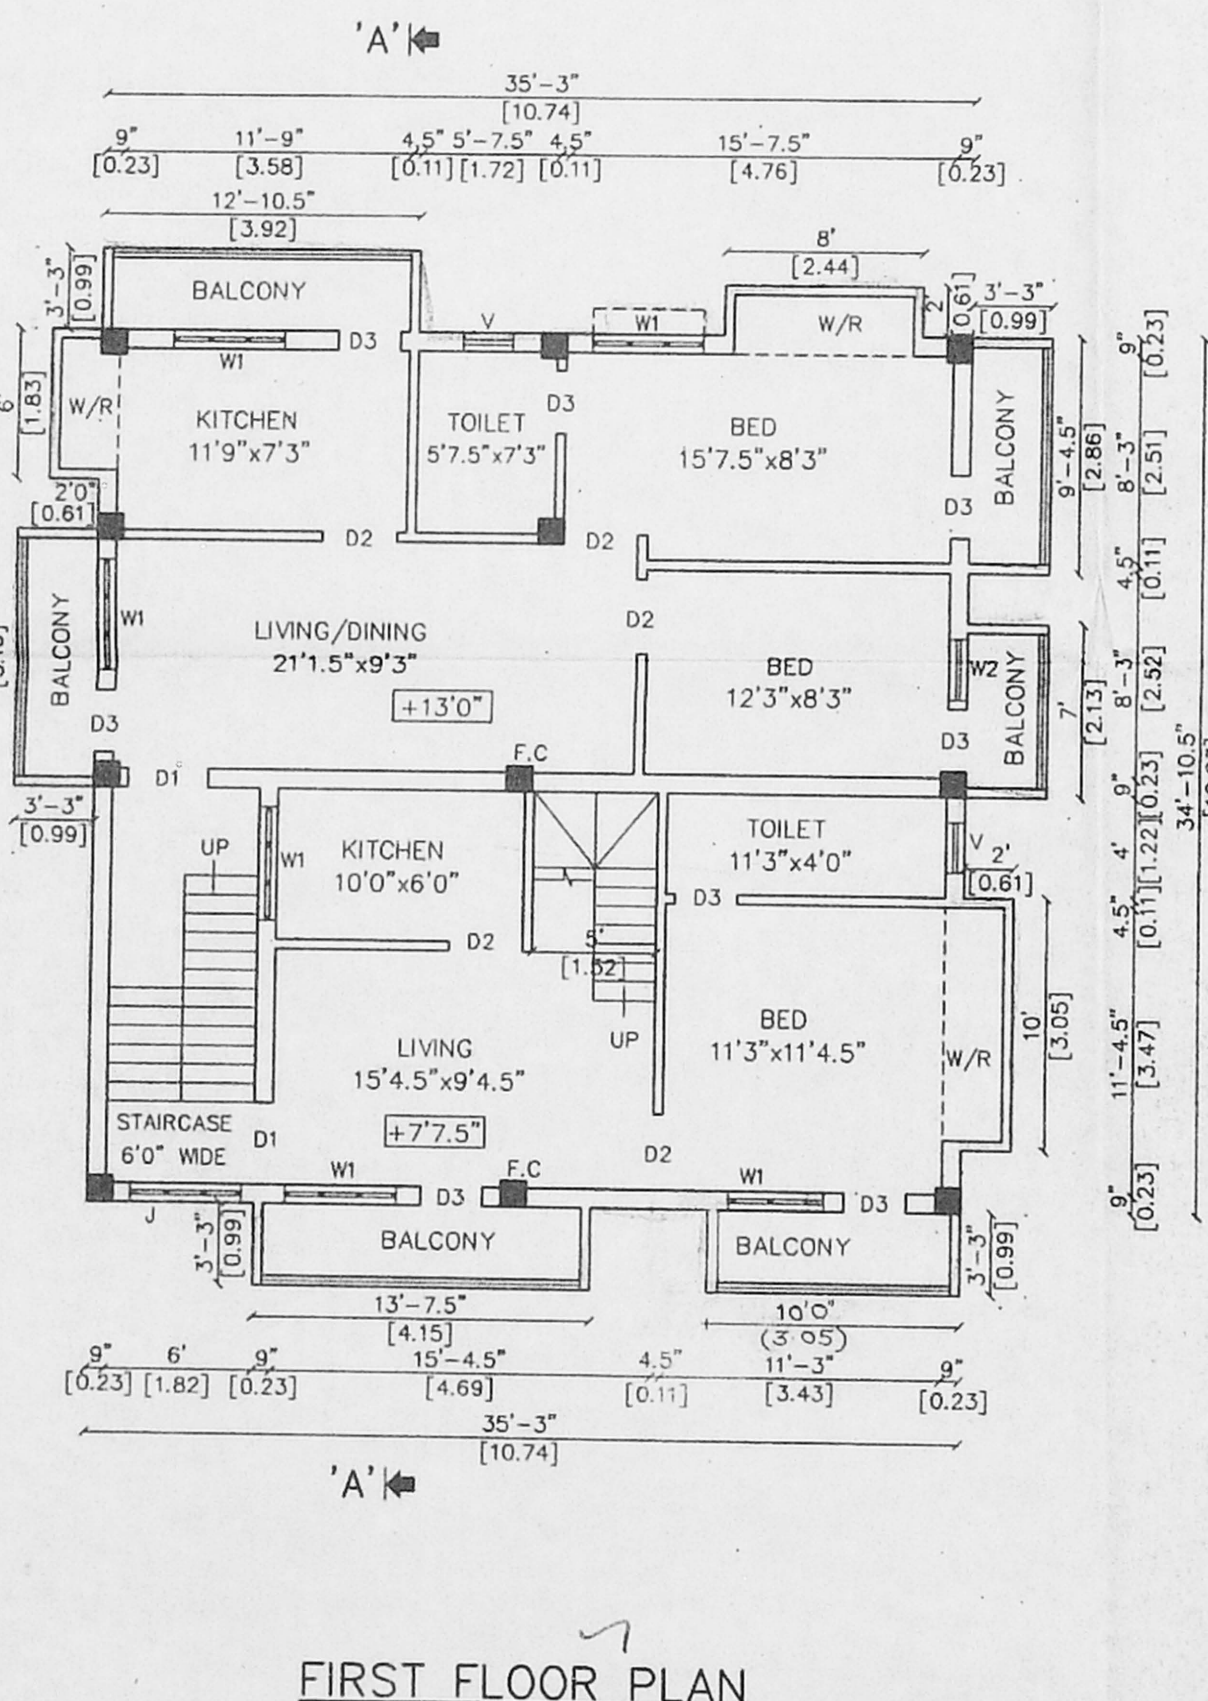 'A'
35'-3"
[10.74]
9" 11'-9" 4.5" 5'-7.5" 4.5" 15'-7.5" 9"
[0.23] [3.58] [0.11] [1.72] [0.11] [4.76] [0.23]
12'-10.5"
[3.92]
8'
[2.44]
3'-3"
[0.99]
BALCONY
2'
[0.61]
3'-3"
[0.99]
V
W1
W/R
D3
W1
9"
[0.23]
6'
[1.83]
W/R
KITCHEN
11'9"x7'3"
TOILET
5'7.5"x7'3"
D3
BED
15'7.5"x8'3"
BALCONY
9'-4.5"
[2.86]
8'-3"
[2.51]
2'0"
[0.61]
D3
D2
D2
4.5"
[0.11]
BALCONY
W1
LIVING/DINING
21'1.5"x9'3"
+13'0"
D2
BED
12'3"x8'3"
W2
BALCONY
7'
[2.13]
8'-3"
[2.52]
D3
D3
F.C
D1
9"
[0.23]
34'-10.5"
3'-3"
[0.99]
UP
W1
KITCHEN
10'0"x6'0"
TOILET
11'3"x4'0"
V
2'
[0.61]
4'
[1.22]
D3
4.5"
[0.11]
D2
5'
[1.52]
UP
LIVING
15'4.5"x9'4.5"
+7'7.5"
BED
11'3"x11'4.5"
W/R
10'
[3.05]
11'-4.5"
[3.47]
STAIRCASE
6'0" WIDE
D1
D2
W1
F.C
W1
D3
D3
J
9"
[0.23]
3'-3"
[0.99]
BALCONY
BALCONY
3'-3"
[0.99]
13'-7.5"
[4.15]
10'0"
(3.05)
9" 6' 9" 15'-4.5" 4.5" 11'-3" 9"
[0.23] [1.82] [0.23] [4.69] [0.11] [3.43] [0.23]
35'-3"
[10.74]
'A'
FIRST FLOOR PLAN